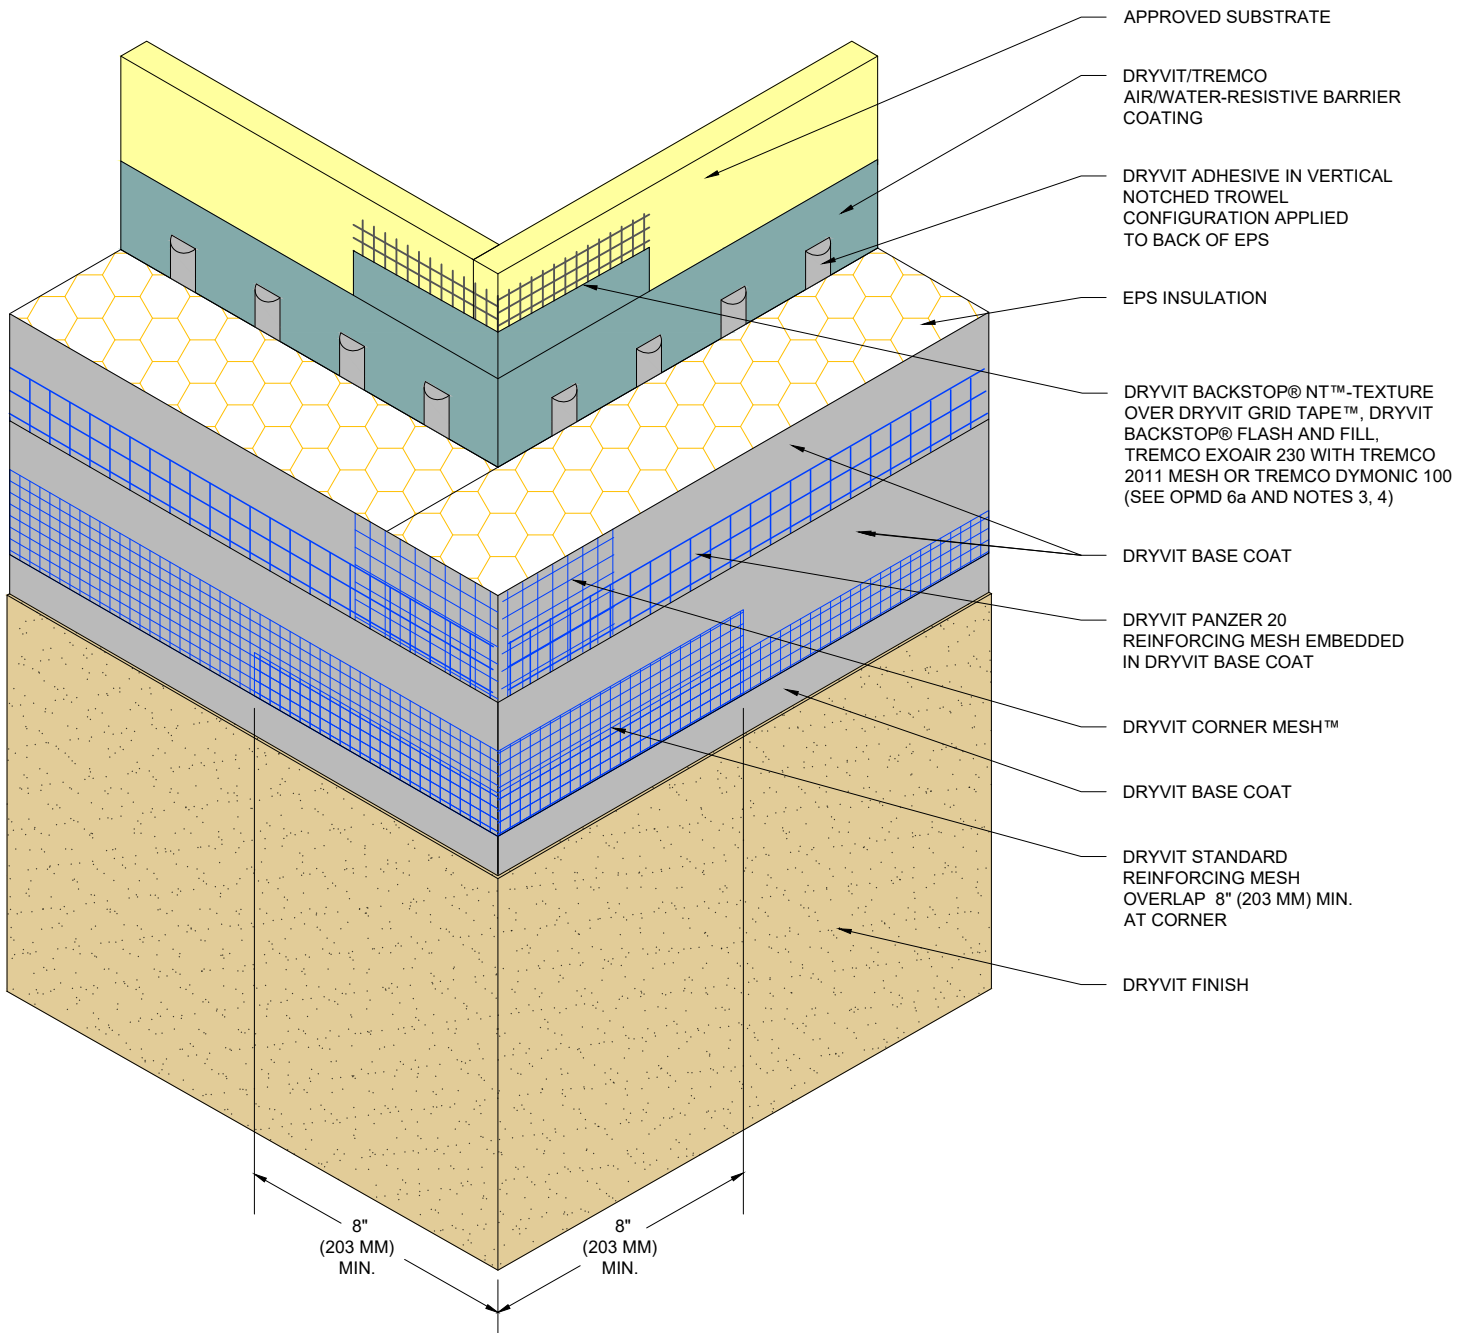 APPROVED SUBSTRATE
DRYVIT/TREMCO
AIR/WATER-RESISTIVE BARRIER
COATING
DRYVIT ADHESIVE IN VERTICAL
NOTCHED TROWEL
CONFIGURATION APPLIED
TO BACK OF EPS
EPS INSULATION
DRYVIT BACKSTOP® NT™-TEXTURE
OVER DRYVIT GRID TAPE™, DRYVIT
BACKSTOP® FLASH AND FILL,
TREMCO EXOAIR 230 WITH TREMCO
2011 MESH OR TREMCO DYMONIC 100
(SEE OPMD 6a AND NOTES 3, 4)
DRYVIT BASE COAT
DRYVIT PANZER 20
REINFORCING MESH EMBEDDED
IN DRYVIT BASE COAT
DRYVIT CORNER MESH™
DRYVIT BASE COAT
DRYVIT STANDARD
REINFORCING MESH
OVERLAP 8" (203 MM) MIN.
AT CORNER
DRYVIT FINISH
8"
(203 MM)
MIN.
8"
(203 MM)
MIN.